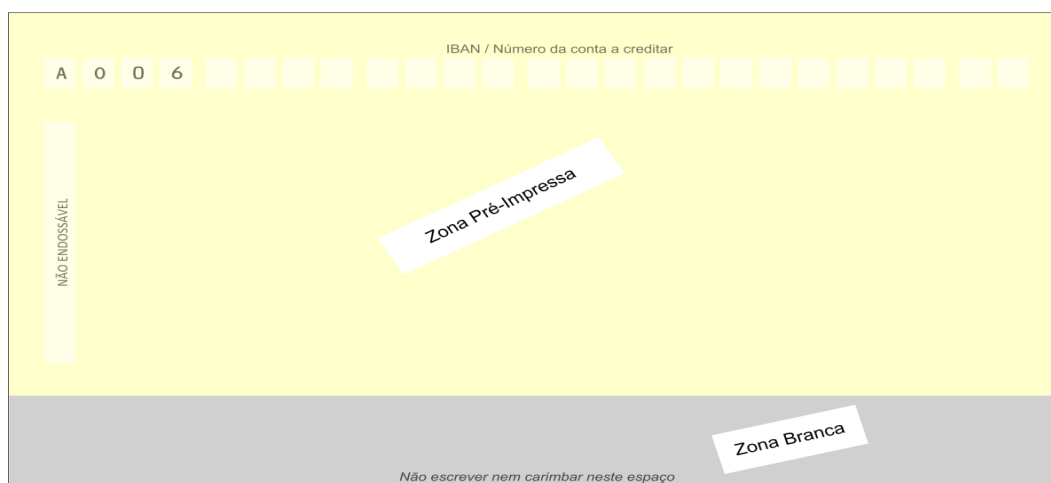 IBAN / Número da conta a creditar
A 0 0 6
NÃO ENDOSSÁVEL
Zona Pré-Impressa
Zona Branca
Não escrever nem carimbar neste espaço